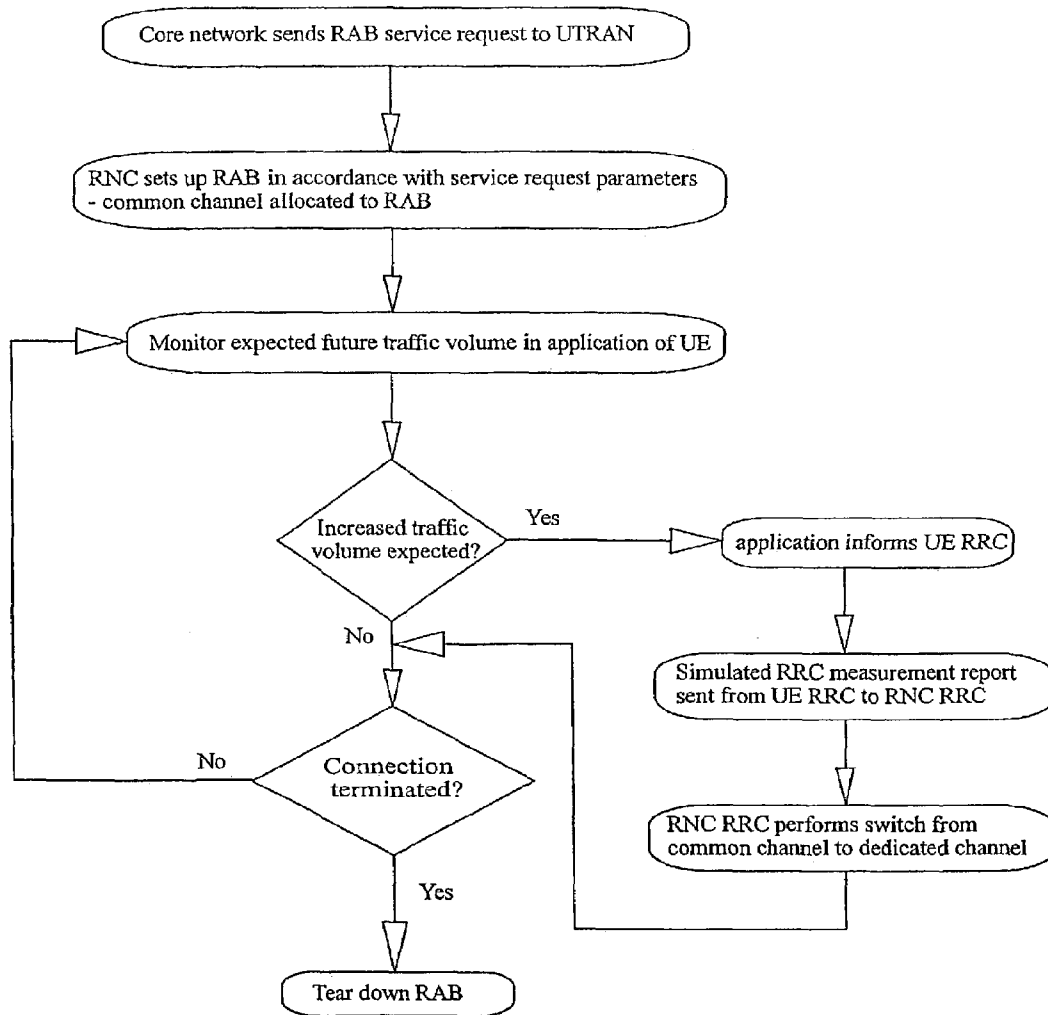 Core network sends RAB service request to UTRAN
RNC sets up RAB in accordance with service request parameters
- common channel allocated to RAB
Monitor expected future traffic volume in application of UE
Increased traffic
volume expected?
Yes
application informs UE RRC
No
Simulated RRC measurement report
sent from UE RRC to RNC RRC
No
Connection
terminated?
RNC RRC performs switch from
common channel to dedicated channel
Yes
Tear down RAB